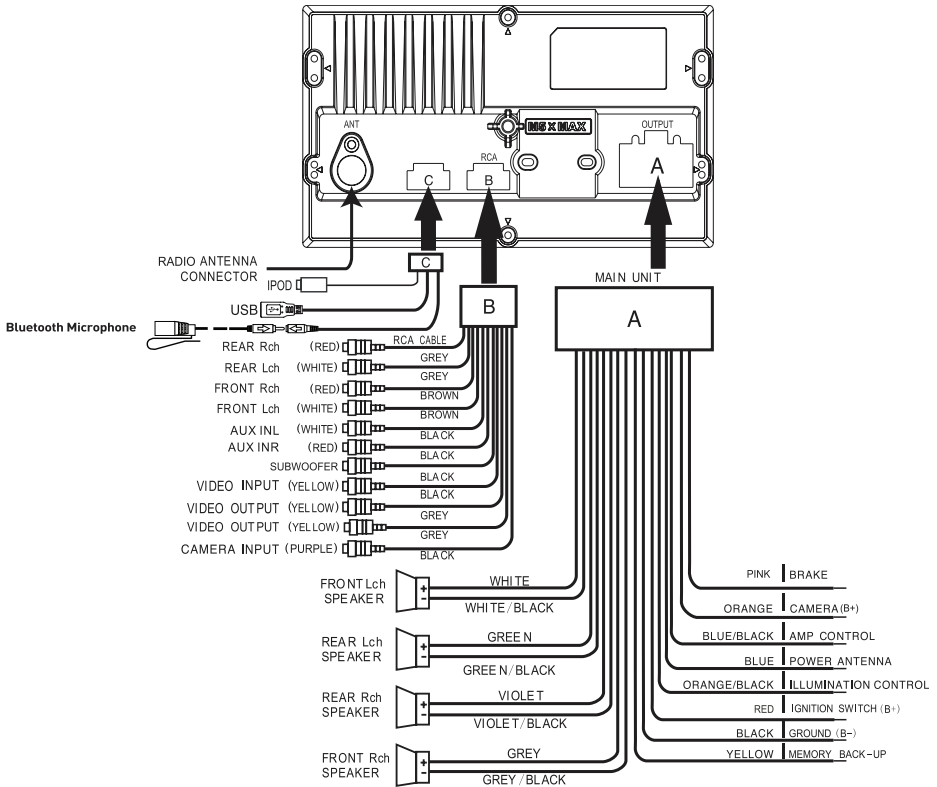 ANT
M5 X MAX
OUTPUT
RCA
A
C
B
RADIO ANTENNA
CONNECTOR
MAIN UNIT
C
IPOD
USB
B
A
Bluetooth Microphone
REAR Rch (RED) RCA CABLE
GREY
REAR Lch (WHITE)
GREY
FRONT Rch (RED)
BROWN
FRONT Lch (WHITE)
BROWN
AUX INL (WHITE)
BLACK
AUX INR (RED)
BLACK
SUBWOOFER
BLACK
VIDEO INPUT (YELLOW)
BLACK
VIDEO OUTPUT (YELLOW)
GREY
VIDEO OUTPUT (YELLOW)
GREY
CAMERA INPUT (PURPLE)
BLACK
FRONT Lch
SPEAKER
+ WHITE
- WHITE/BLACK
REAR Lch
SPEAKER
+ GREEN
- GREEN/BLACK
REAR Rch
SPEAKER
+ VIOLET
- VIOLET/BLACK
FRONT Rch
SPEAKER
+ GREY
- GREY/BLACK
PINK BRAKE
ORANGE CAMERA (B+)
BLUE/BLACK AMP CONTROL
BLUE POWER ANTENNA
ORANGE/BLACK ILLUMINATION CONTROL
RED IGNITION SWITCH (B+)
BLACK GROUND (B-)
YELLOW MEMORY BACK-UP